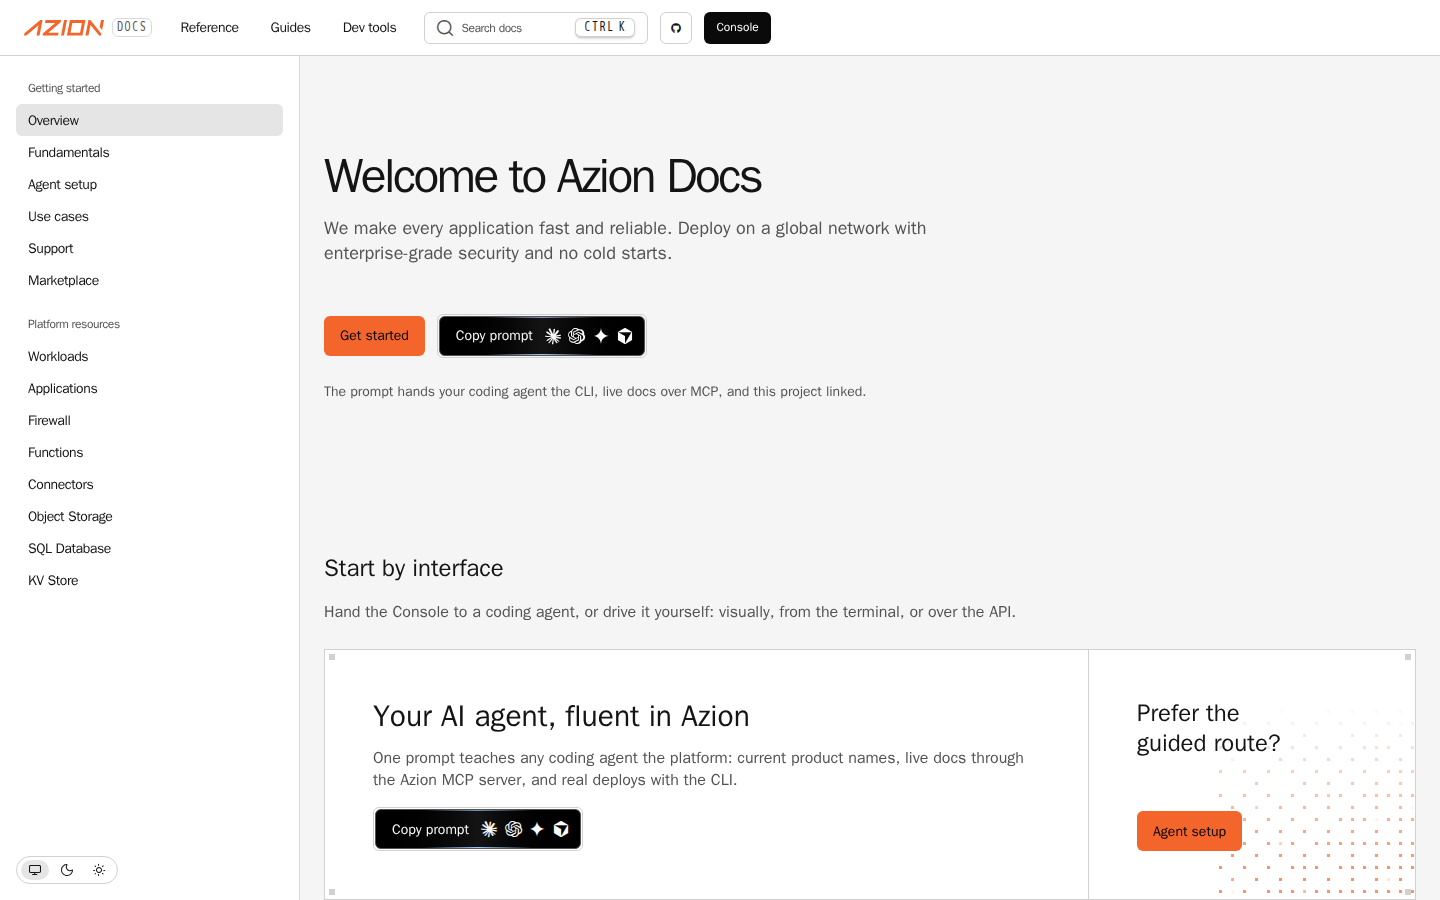 AZION DOCS Reference Guides Dev tools Search docs CTRL K Console
Getting started
Overview
Fundamentals
Agent setup
Use cases
Support
Marketplace
Platform resources
Workloads
Applications
Firewall
Functions
Connectors
Object Storage
SQL Database
KV Store
Welcome to Azion Docs
We make every application fast and reliable. Deploy on a global network with
enterprise-grade security and no cold starts.
Get started Copy prompt
The prompt hands your coding agent the CLI, live docs over MCP, and this project linked.
Start by interface
Hand the Console to a coding agent, or drive it yourself: visually, from the terminal, or over the API.
Your AI agent, fluent in Azion
One prompt teaches any coding agent the platform: current product names, live docs through
the Azion MCP server, and real deploys with the CLI.
Copy prompt
Prefer the
guided route?
Agent setup